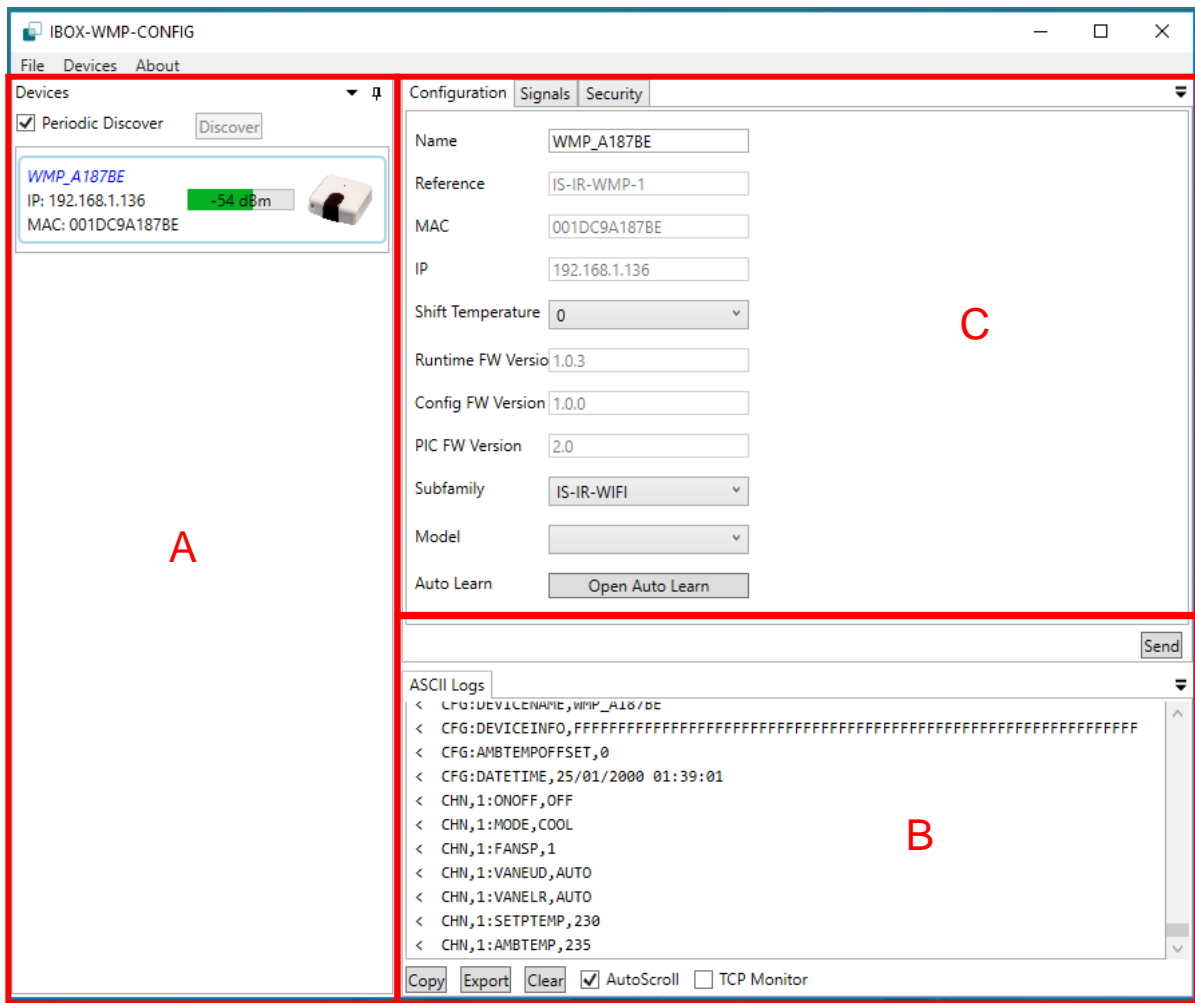 IBOX-WMP-CONFIG
File Devices About
Devices
Periodic Discover Discover
WMP_A187BE
IP: 192.168.1.136 -54 dBm
MAC: 001DC9A187BE
A
Configuration Signals Security
Name WMP_A187BE
Reference IS-IR-WMP-1
MAC 001DC9A187BE
IP 192.168.1.136
Shift Temperature 0
Runtime FW Versio 1.0.3
Config FW Version 1.0.0
PIC FW Version 2.0
Subfamily IS-IR-WIFI
Model
Auto Learn Open Auto Learn
C
Send
ASCII Logs
< CFG:DEVICENAME,WMP_A187BE
< CFG:DEVICEINFO,FFFFFFFFFFFFFFFFFFFFFFFFFFFFFFFFFFFFFFFFFFFFFFFFFFFFFFFFFFFFFFFF
< CFG:AMBTEMPOFFSET,0
< CFG:DATETIME,25/01/2000 01:39:01
< CHN,1:ONOFF,OFF
< CHN,1:MODE,COOL
< CHN,1:FANSP,1
< CHN,1:VANEUD,AUTO
< CHN,1:VANELR,AUTO
< CHN,1:SETPTEMP,230
< CHN,1:AMBTEMP,235
B
Copy Export Clear AutoScroll TCP Monitor